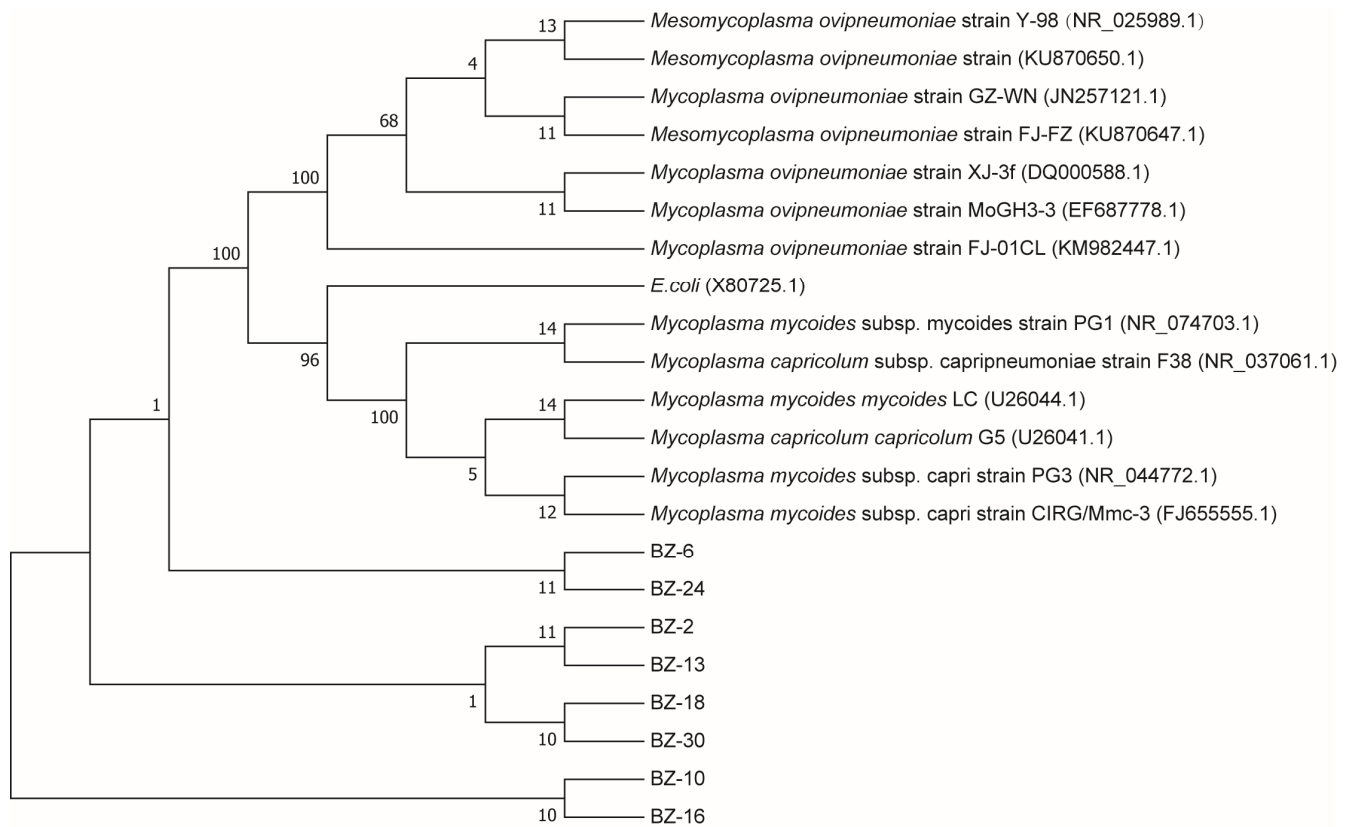 13
Mesomycoplasma ovipneumoniae strain Y-98 (NR_025989.1)
4
Mesomycoplasma ovipneumoniae strain (KU870650.1)
Mycoplasma ovipneumoniae strain GZ-WN (JN257121.1)
68
11
Mesomycoplasma ovipneumoniae strain FJ-FZ (KU870647.1)
100
Mycoplasma ovipneumoniae strain XJ-3f (DQ000588.1)
11
Mycoplasma ovipneumoniae strain MoGH3-3 (EF687778.1)
100
Mycoplasma ovipneumoniae strain FJ-01CL (KM982447.1)
E.coli (X80725.1)
14
Mycoplasma mycoides subsp. mycoides strain PG1 (NR_074703.1)
96
Mycoplasma capricolum subsp. capripneumoniae strain F38 (NR_037061.1)
1
100
14
Mycoplasma mycoides mycoides LC (U26044.1)
Mycoplasma capricolum capricolum G5 (U26041.1)
5
Mycoplasma mycoides subsp. capri strain PG3 (NR_044772.1)
12
Mycoplasma mycoides subsp. capri strain CIRG/Mmc-3 (FJ655555.1)
BZ-6
11
BZ-24
11
BZ-2
BZ-13
1
BZ-18
10
BZ-30
BZ-10
10
BZ-16